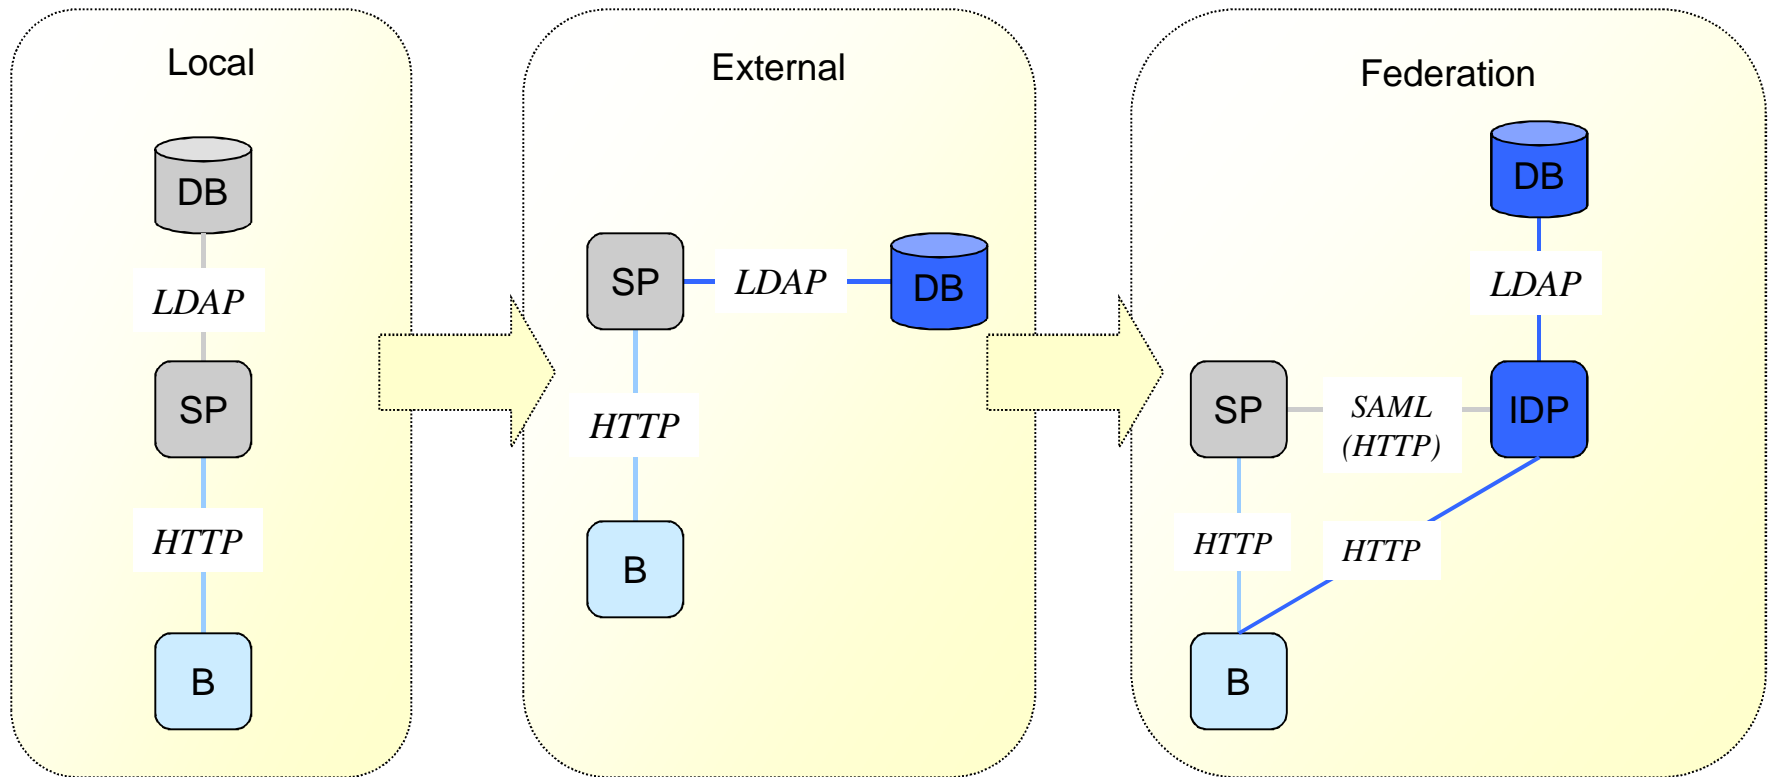 Local
DB
LDAP
SP
HTTP
B
External
SP
LDAP
DB
HTTP
B
Federation
DB
LDAP
SP
SAML
(HTTP)
IDP
HTTP
HTTP
B